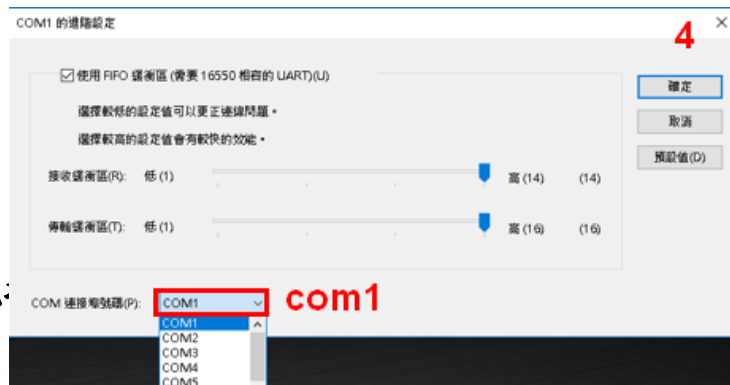 COM1 的進階設定
4
使用 FIFO 緩衝區 (需要 16550 相容的 UART)(U)
選擇較低的設定值可以更正連線問題。
選擇較高的設定值會有較快的效能。
確定
取消
預設值(D)
接收緩衝區(R): 低 (1) 高 (14) (14)
傳輸緩衝區(T): 低 (1) 高 (16) (16)
COM 連接埠號碼(P): COM1 com1
COM1
COM2
COM3
COM4
COM5